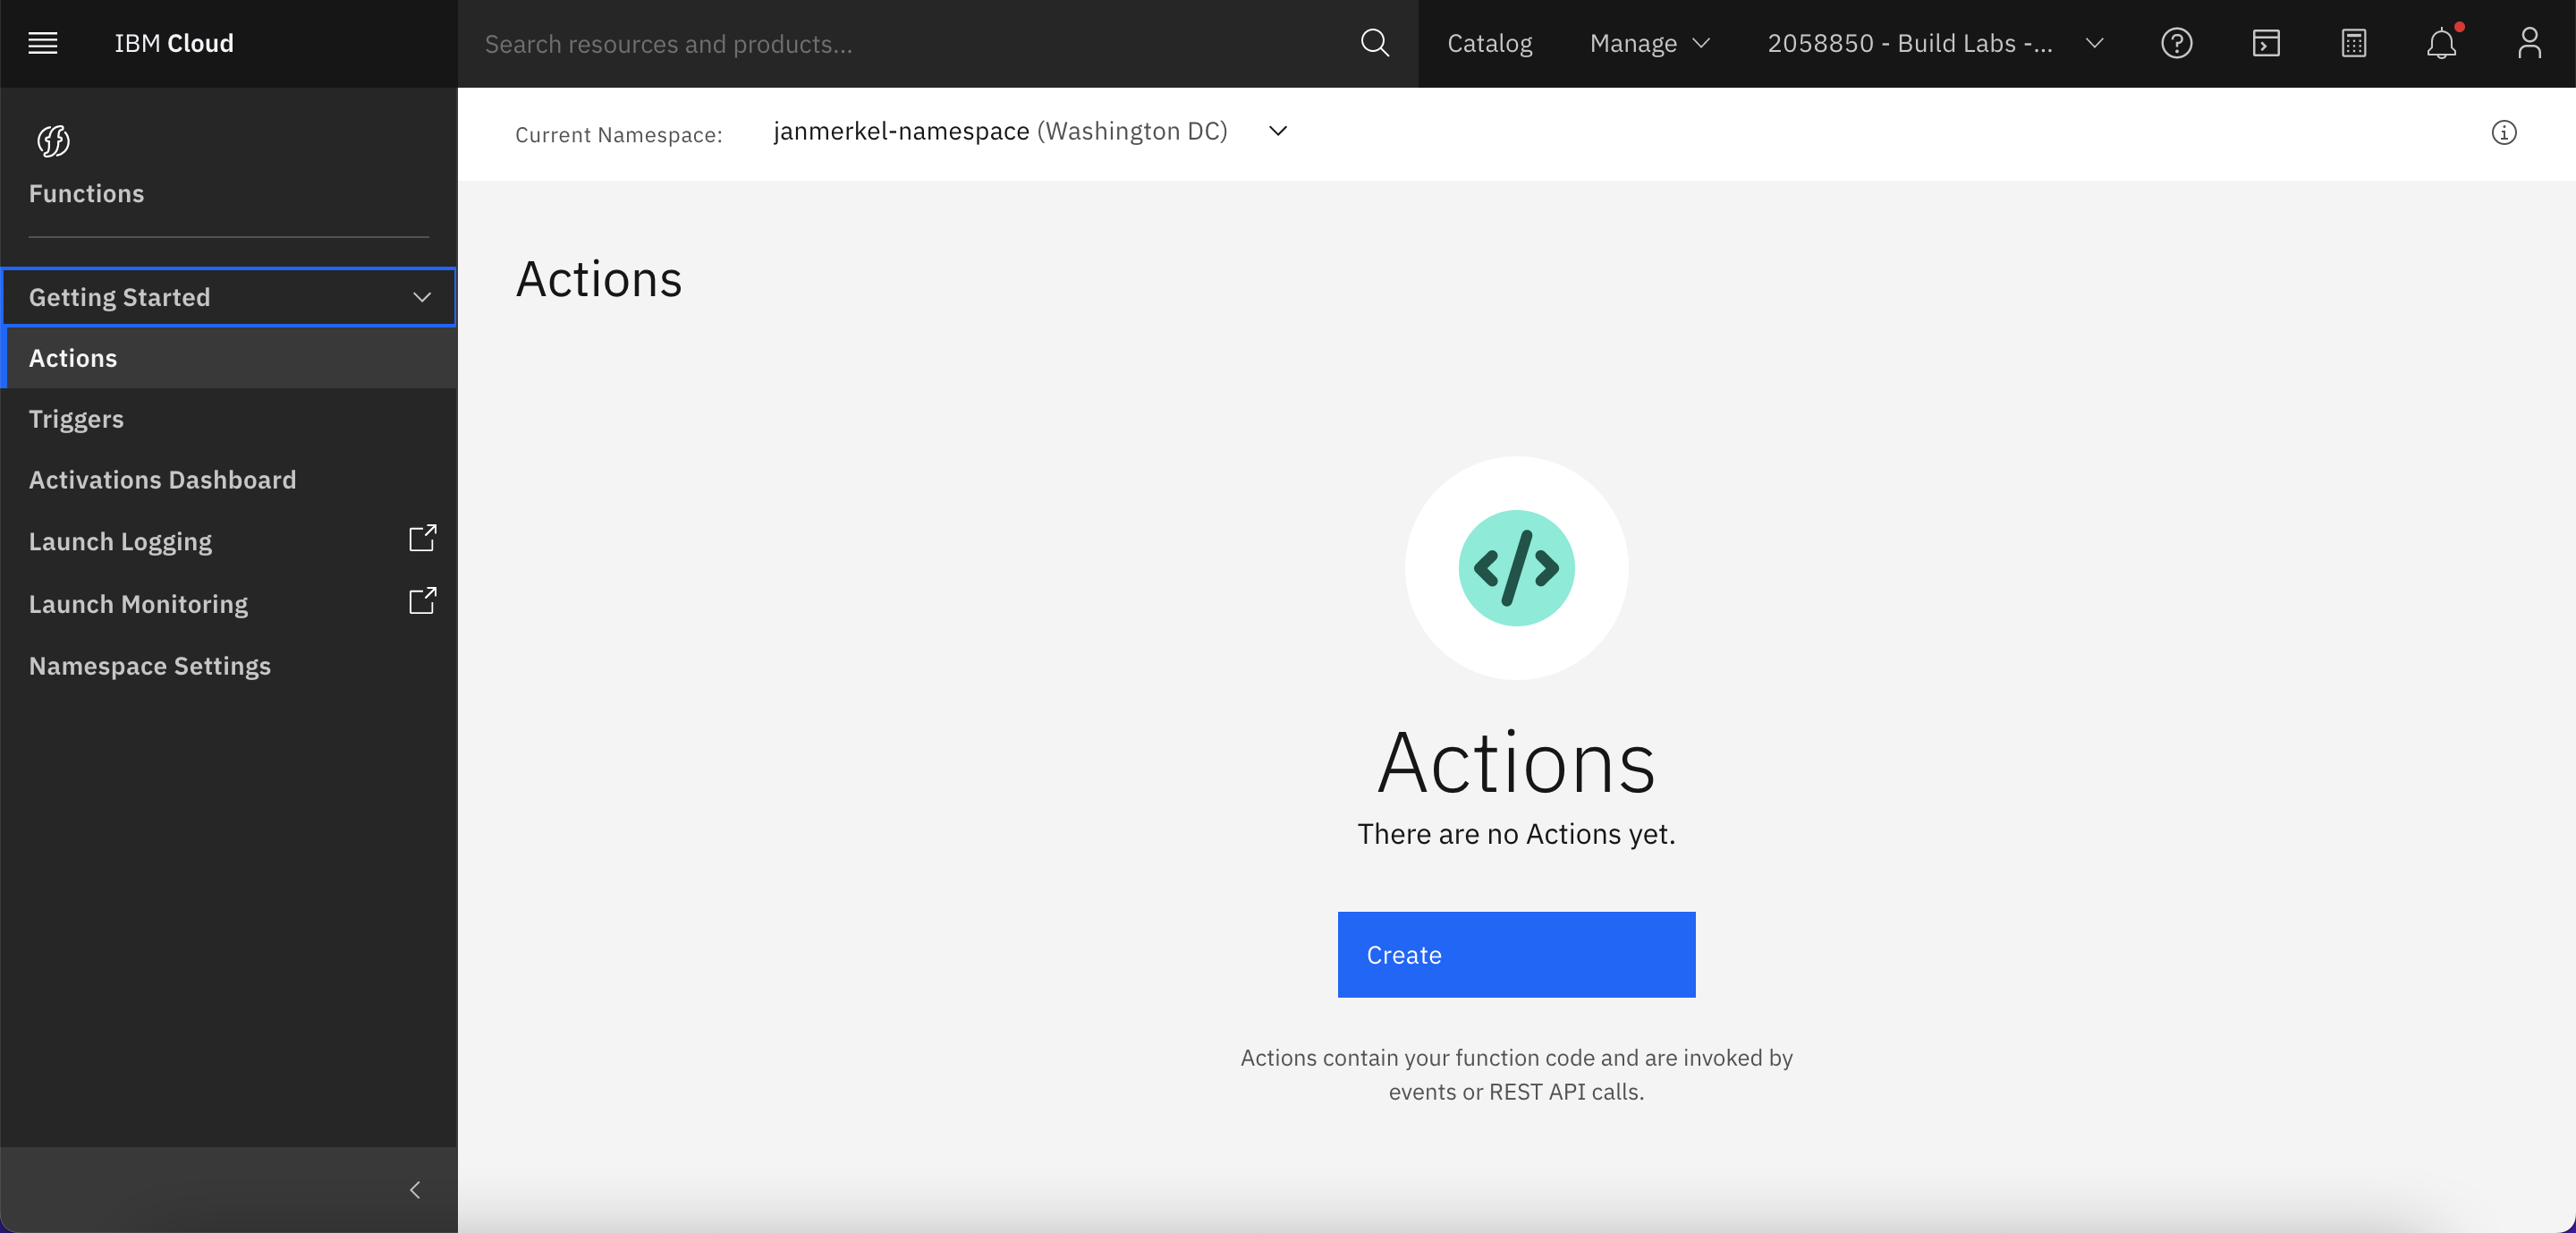 IBM Cloud
Search resources and products...
Catalog
Manage
2058850 - Build Labs -...
Functions
Getting Started
Actions
Triggers
Activations Dashboard
Launch Logging
Launch Monitoring
Namespace Settings
Current Namespace: janmerkel-namespace (Washington DC)
Actions
Actions
There are no Actions yet.
Create
Actions contain your function code and are invoked by
events or REST API calls.